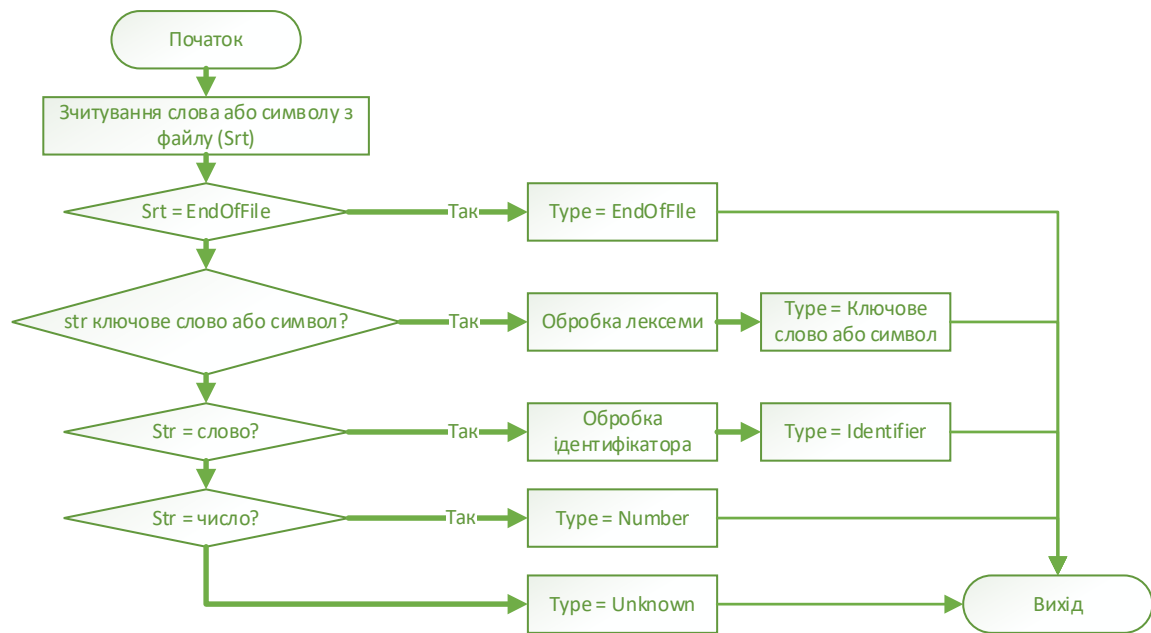 Початок
Зчитування слова або символу з
файлу (Srt)
Srt = EndOfFile
Так
Type = EndOfFIle
str ключове слово або символ?
Так
Обробка лексеми
Type = Ключове
слово або символ
Str = слово?
Так
Обробка
ідентифікатора
Type = Identifier
Str = число?
Так
Type = Number
Type = Unknown
Вихід